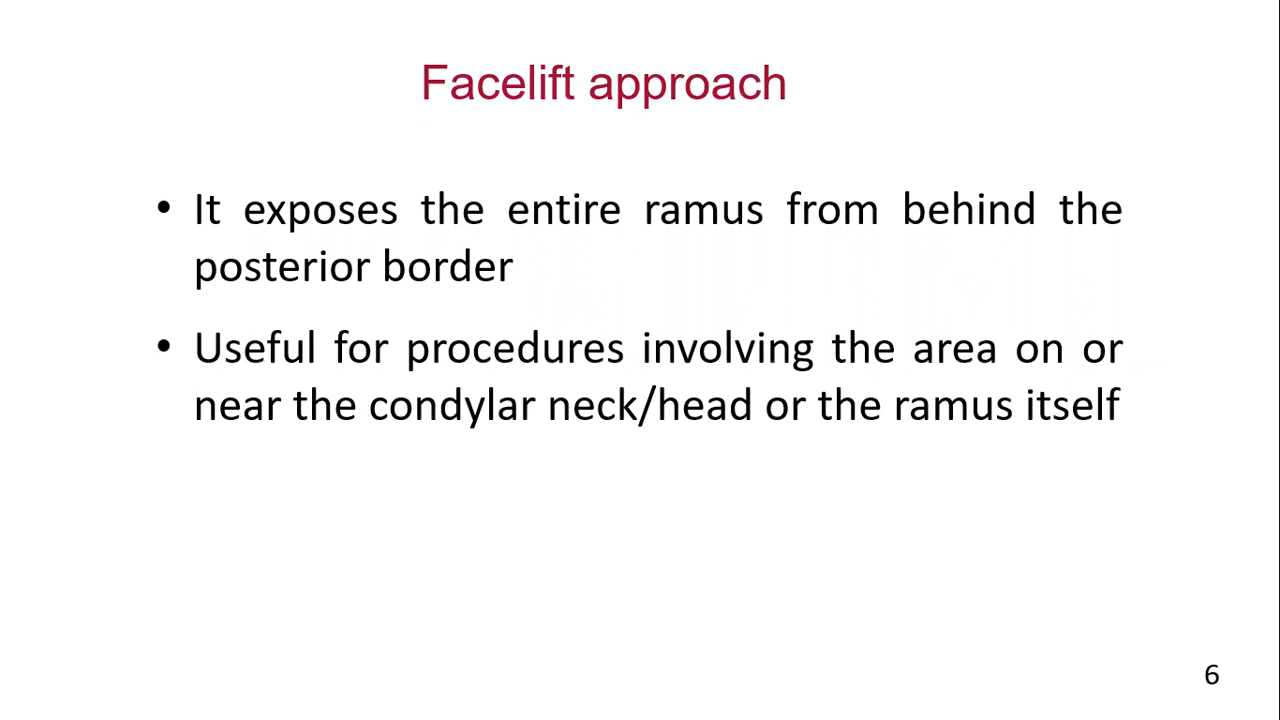 Facelift approach
• It exposes the entire ramus from behind the
posterior border
• Useful for procedures involving the area on or
near the condylar neck/head or the ramus itself
6